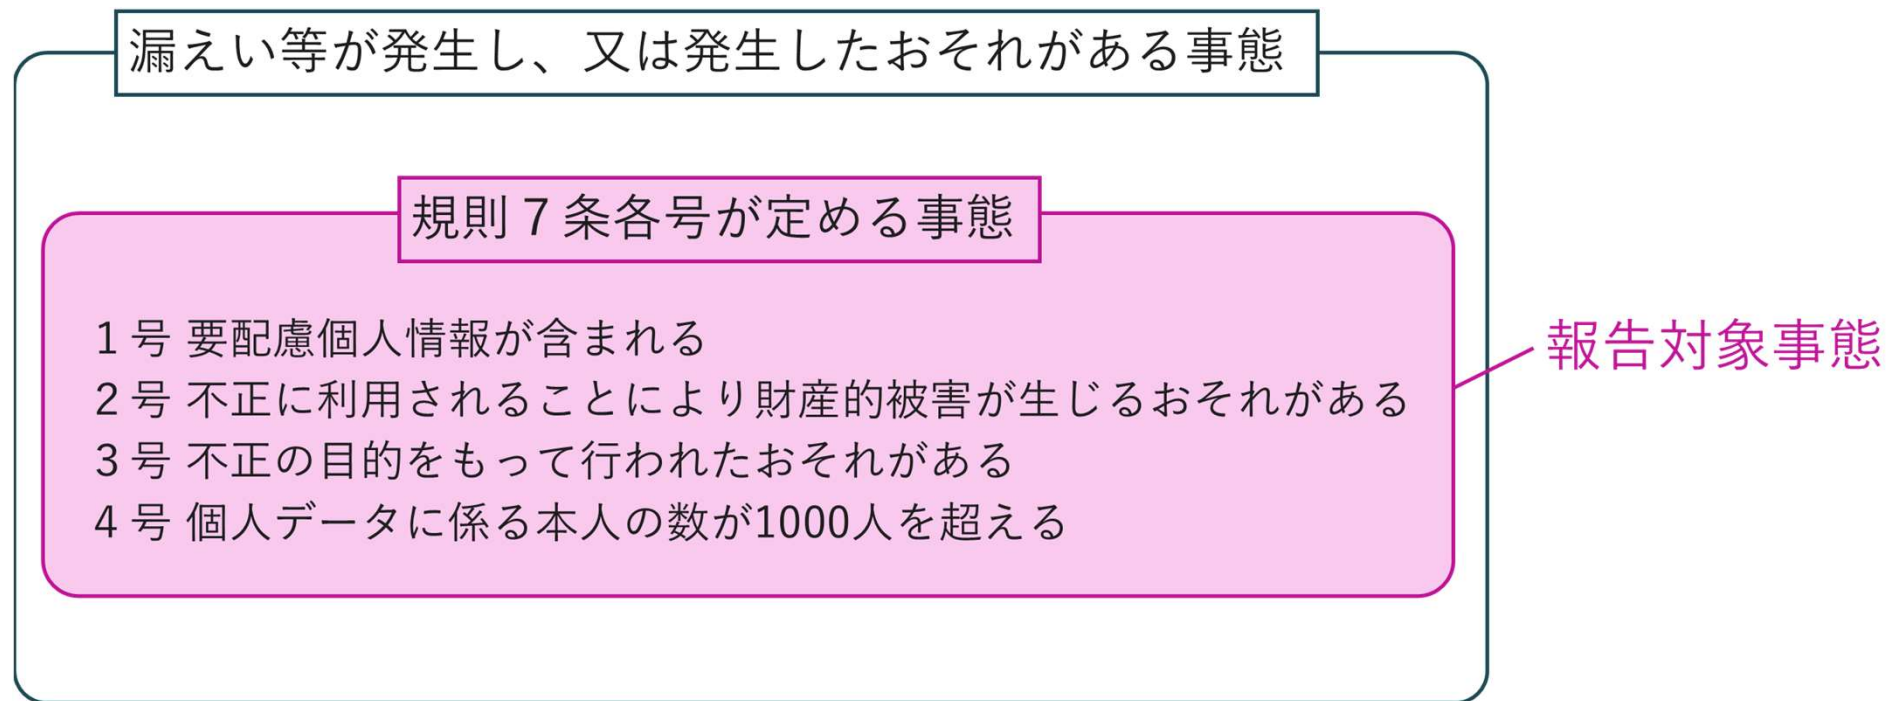 漏えい等が発生し、又は発生したおそれがある事態
規則７条各号が定める事態
1号 要配慮個人情報が含まれる
2号 不正に利用されることにより財産的被害が生じるおそれがある
3号 不正の目的をもって行われたおそれがある
4号 個人データに係る本人の数が1000人を超える
報告対象事態